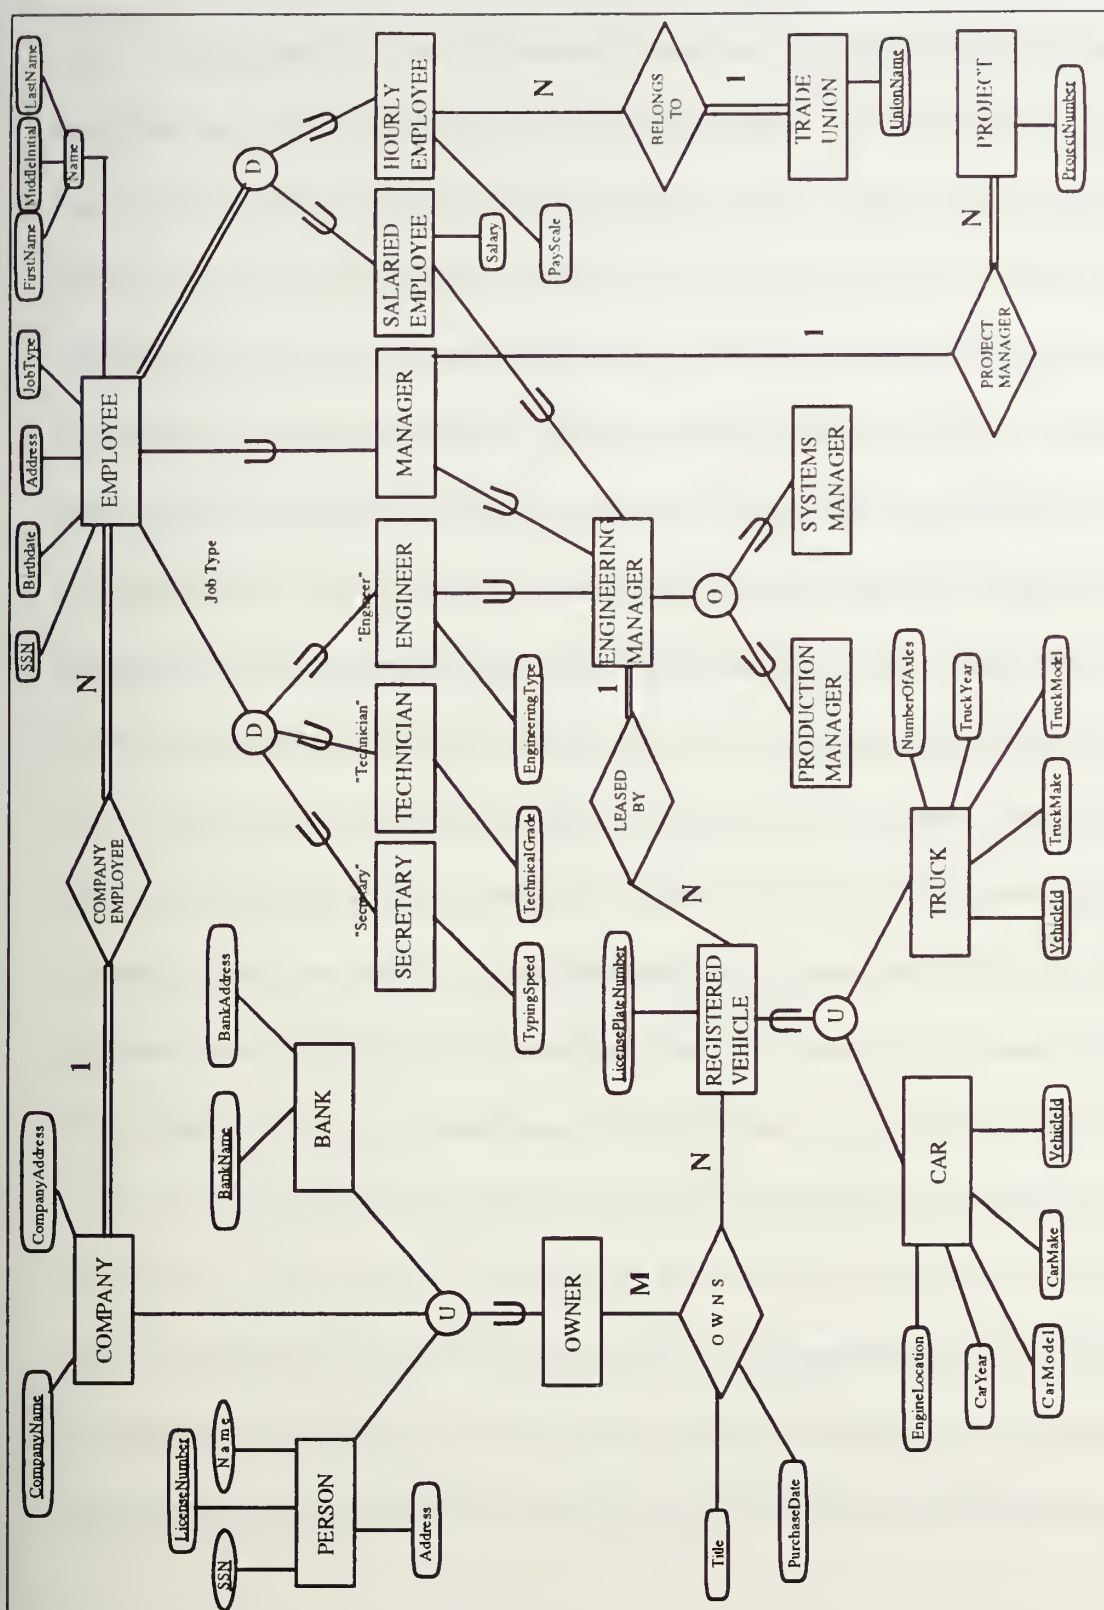 CompanyName
CompanyAddress
COMPANY
1
COMPANY
EMPLOYEE
N
SSN
Birthdate
Address
JobType
EMPLOYEE
FirstName
MiddleInitial
LastName
Name
SSN
LicenseNumber
Name
PERSON
Address
BankName
BankAddress
BANK
U
OWNER
M
OWNS
Title
PurchaseDate
N
Job Type
D
"Secretary"
"Technician"
"Engineer"
SECRETARY
TECHNICIAN
ENGINEER
TypingSpeed
TechnicalGrade
EngineeringType
MANAGER
D
SALARIED
EMPLOYEE
HOURLY
EMPLOYEE
Salary
PayScale
N
BELONGS
TO
1
TRADE
UNION
UnionName
LicensePlateNumber
REGISTERED
VEHICLE
N
LEASED
BY
1
ENGINEERING
MANAGER
O
PRODUCTION
MANAGER
SYSTEMS
MANAGER
1
PROJECT
MANAGER
N
PROJECT
ProjectNumber
U
CAR
EngineLocation
CarYear
CarModel
CarMake
VehicleId
TRUCK
NumberOfAxles
TruckYear
TruckModel
TruckMake
VehicleId